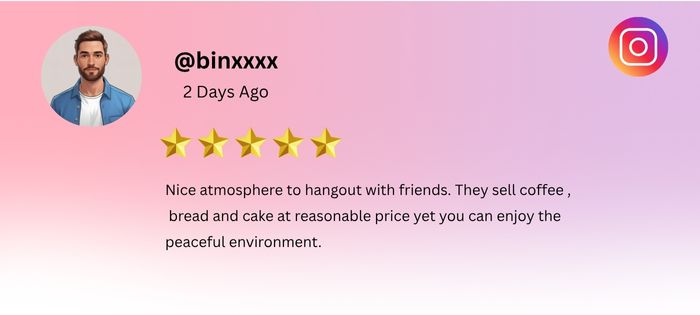 @binxxxx
2 Days Ago
Nice atmosphere to hangout with friends. They sell coffee ,
bread and cake at reasonable price yet you can enjoy the
peaceful environment.